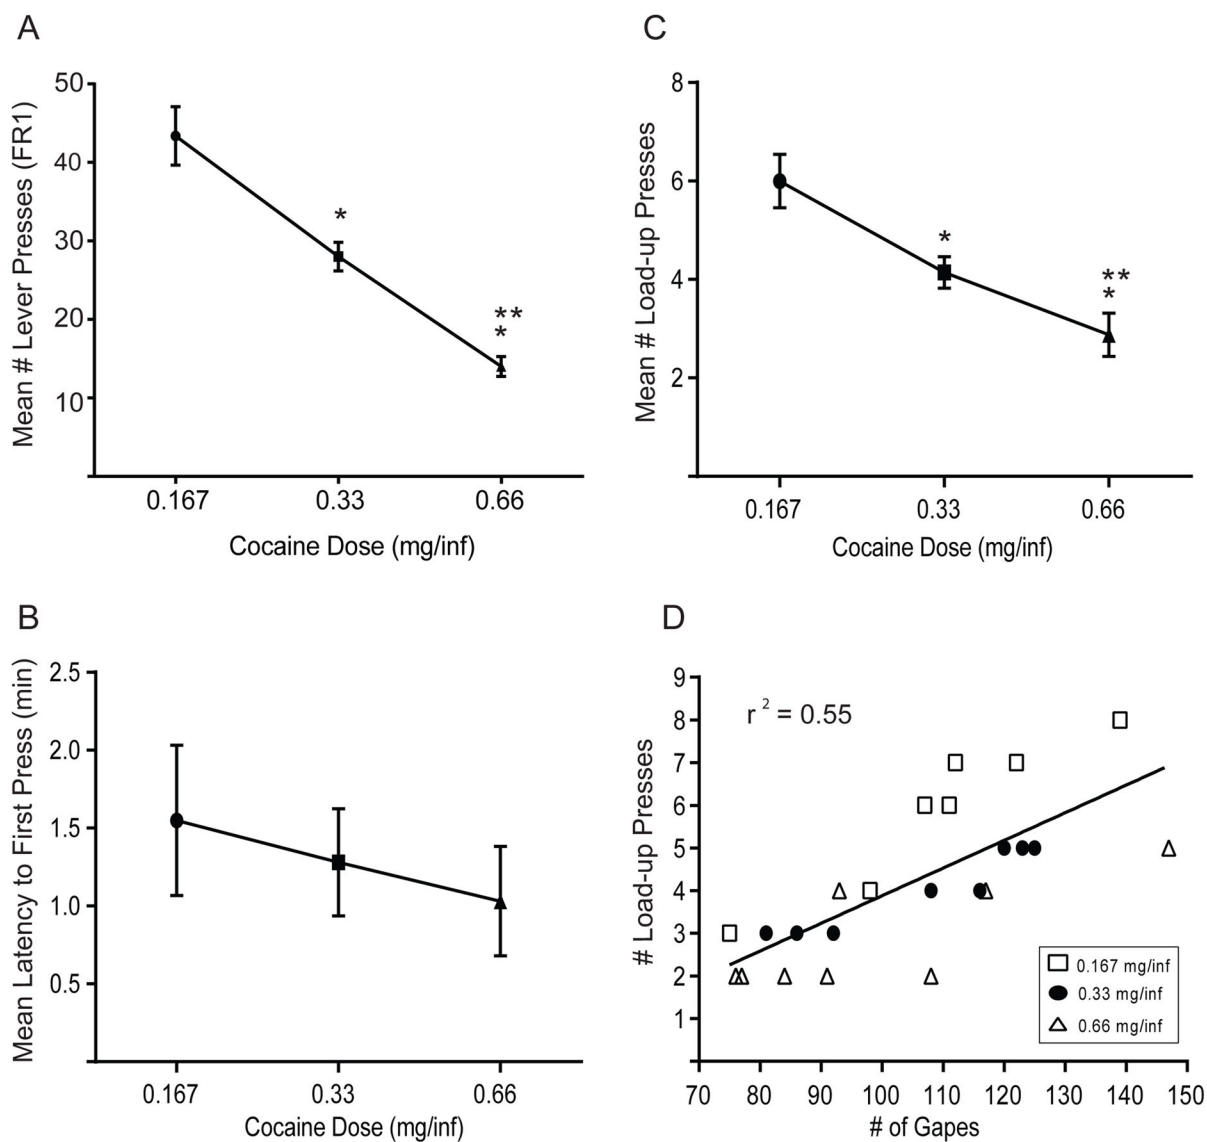 A
Mean # Lever Presses (FR1)
50
40
30
20
10
*
**
*
0.167
0.33
0.66
Cocaine Dose (mg/inf)
C
Mean # Load-up Presses
8
6
4
2
*
**
*
0.167
0.33
0.66
Cocaine Dose (mg/inf)
B
Mean Latency to First Press (min)
2.5
2.0
1.5
1.0
0.5
0.167
0.33
0.66
Cocaine Dose (mg/inf)
D
# Load-up Presses
9
8
7
6
5
4
3
2
1
r 2 = 0.55
0.167 mg/inf
0.33 mg/inf
0.66 mg/inf
70
80
90
100
110
120
130
140
150
# of Gapes